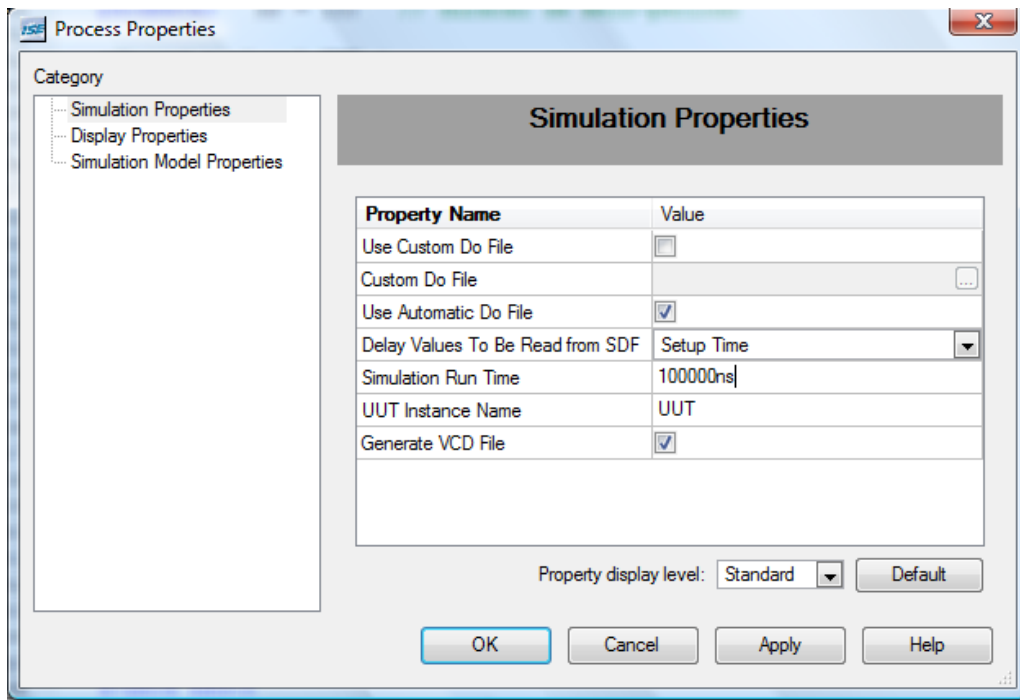 ISE Process Properties
Category
Simulation Properties
Display Properties
Simulation Model Properties
Simulation Properties
Property Name Value
Use Custom Do File
Custom Do File ...
Use Automatic Do File
Delay Values To Be Read from SDF Setup Time
Simulation Run Time 100000ns
UUT Instance Name UUT
Generate VCD File
Property display level: Standard Default
OK Cancel Apply Help